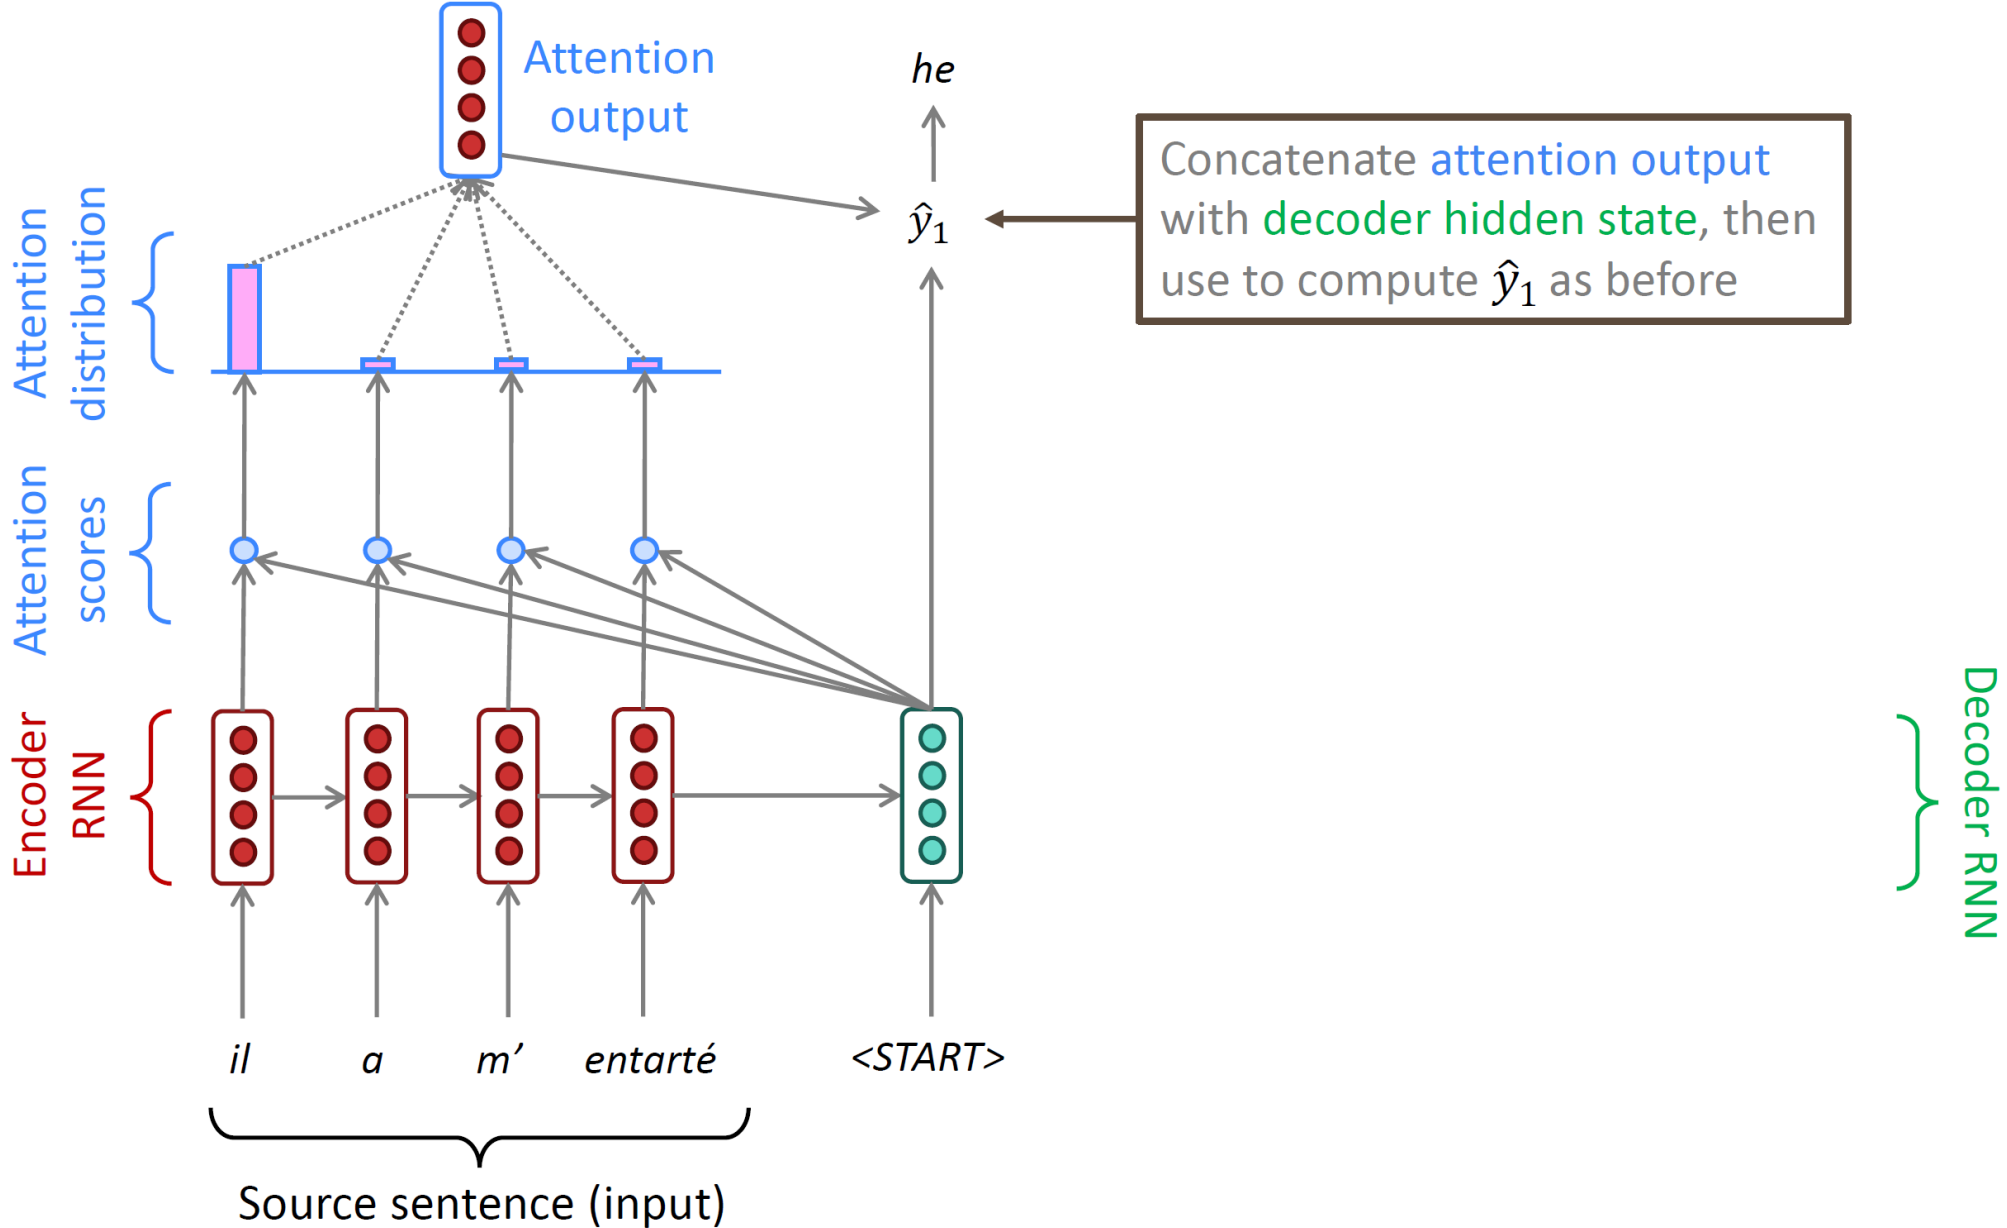 Attention
output
he
Concatenate attention output
with decoder hidden state, then
use to compute ŷ₁ as before
ŷ₁
Attention
distribution
Attention
scores
Encoder
RNN
Decoder RNN
il a m’ entarté <START>
Source sentence (input)